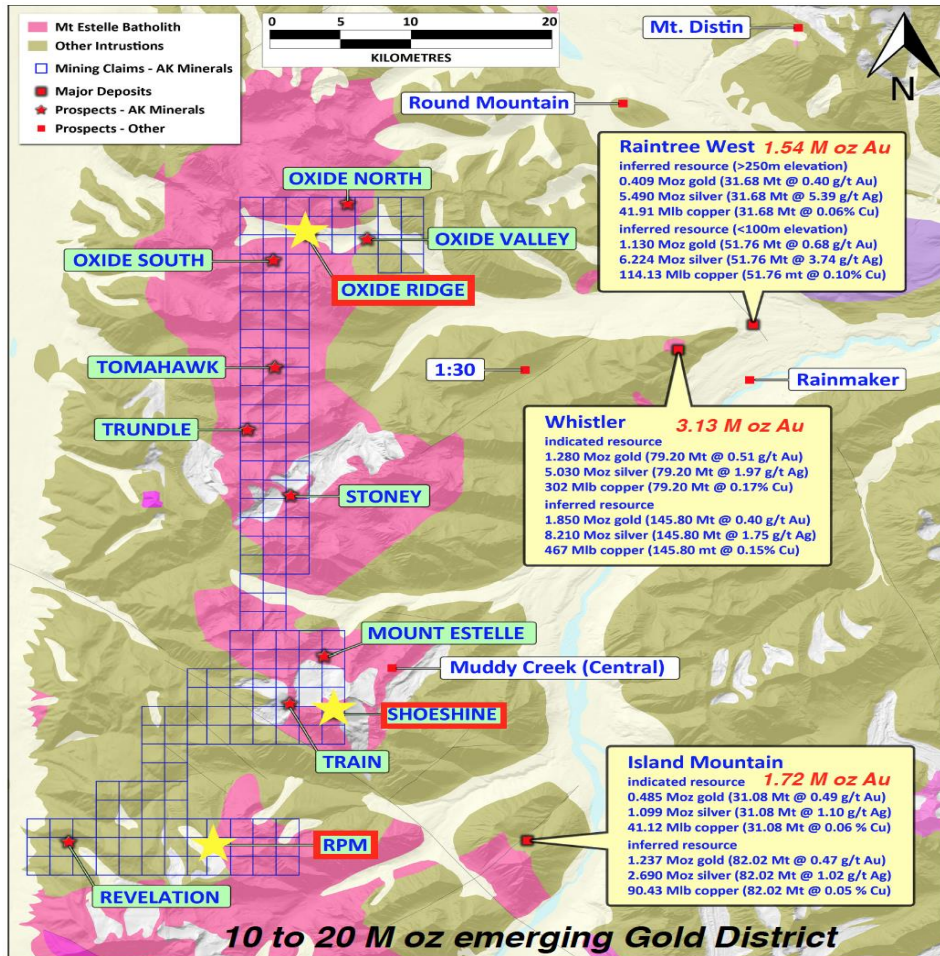 Mt Estelle Batholith
Other Intrustions
Mining Claims - AK Minerals
Major Deposits
Prospects - AK Minerals
Prospects - Other
0 5 10 20
KILOMETRES
N
Mt. Distin
Round Mountain
Raintree West 1.54 M oz Au
inferred resource (>250m elevation)
0.409 Moz gold (31.68 Mt @ 0.40 g/t Au)
5.490 Moz silver (31.68 Mt @ 5.39 g/t Ag)
41.91 Mlb copper (31.68 Mt @ 0.06% Cu)
inferred resource (<100m elevation)
1.130 Moz gold (51.76 Mt @ 0.68 g/t Au)
6.224 Moz silver (51.76 Mt @ 3.74 g/t Ag)
114.13 Mlb copper (51.76 mt @ 0.10% Cu)
OXIDE NORTH
OXIDE VALLEY
OXIDE SOUTH
OXIDE RIDGE
TOMAHAWK
1:30
Rainmaker
TRUNDLE
Whistler
3.13 M oz Au
indicated resource
1.280 Moz gold (79.20 Mt @ 0.51 g/t Au)
5.030 Moz silver (79.20 Mt @ 1.97 g/t Ag)
302 Mlb copper (79.20 Mt @ 0.17% Cu)
inferred resource
1.850 Moz gold (145.80 Mt @ 0.40 g/t Au)
8.210 Moz silver (145.80 Mt @ 1.75 g/t Ag)
467 Mlb copper (145.80 mt @ 0.15% Cu)
STONEY
MOUNT ESTELLE
Muddy Creek (Central)
SHOESHINE
TRAIN
Island Mountain
indicated resource 1.72 M oz Au
0.485 Moz gold (31.08 Mt @ 0.49 g/t Au)
1.099 Moz silver (31.08 Mt @ 1.10 g/t Ag)
41.12 Mlb copper (31.08 Mt @ 0.06 % Cu)
inferred resource
1.237 Moz gold (82.02 Mt @ 0.47 g/t Au)
2.690 Moz silver (82.02 Mt @ 1.02 g/t Ag)
90.43 Mlb copper (82.02 Mt @ 0.05 % Cu)
RPM
REVELATION
10 to 20 M oz emerging Gold District